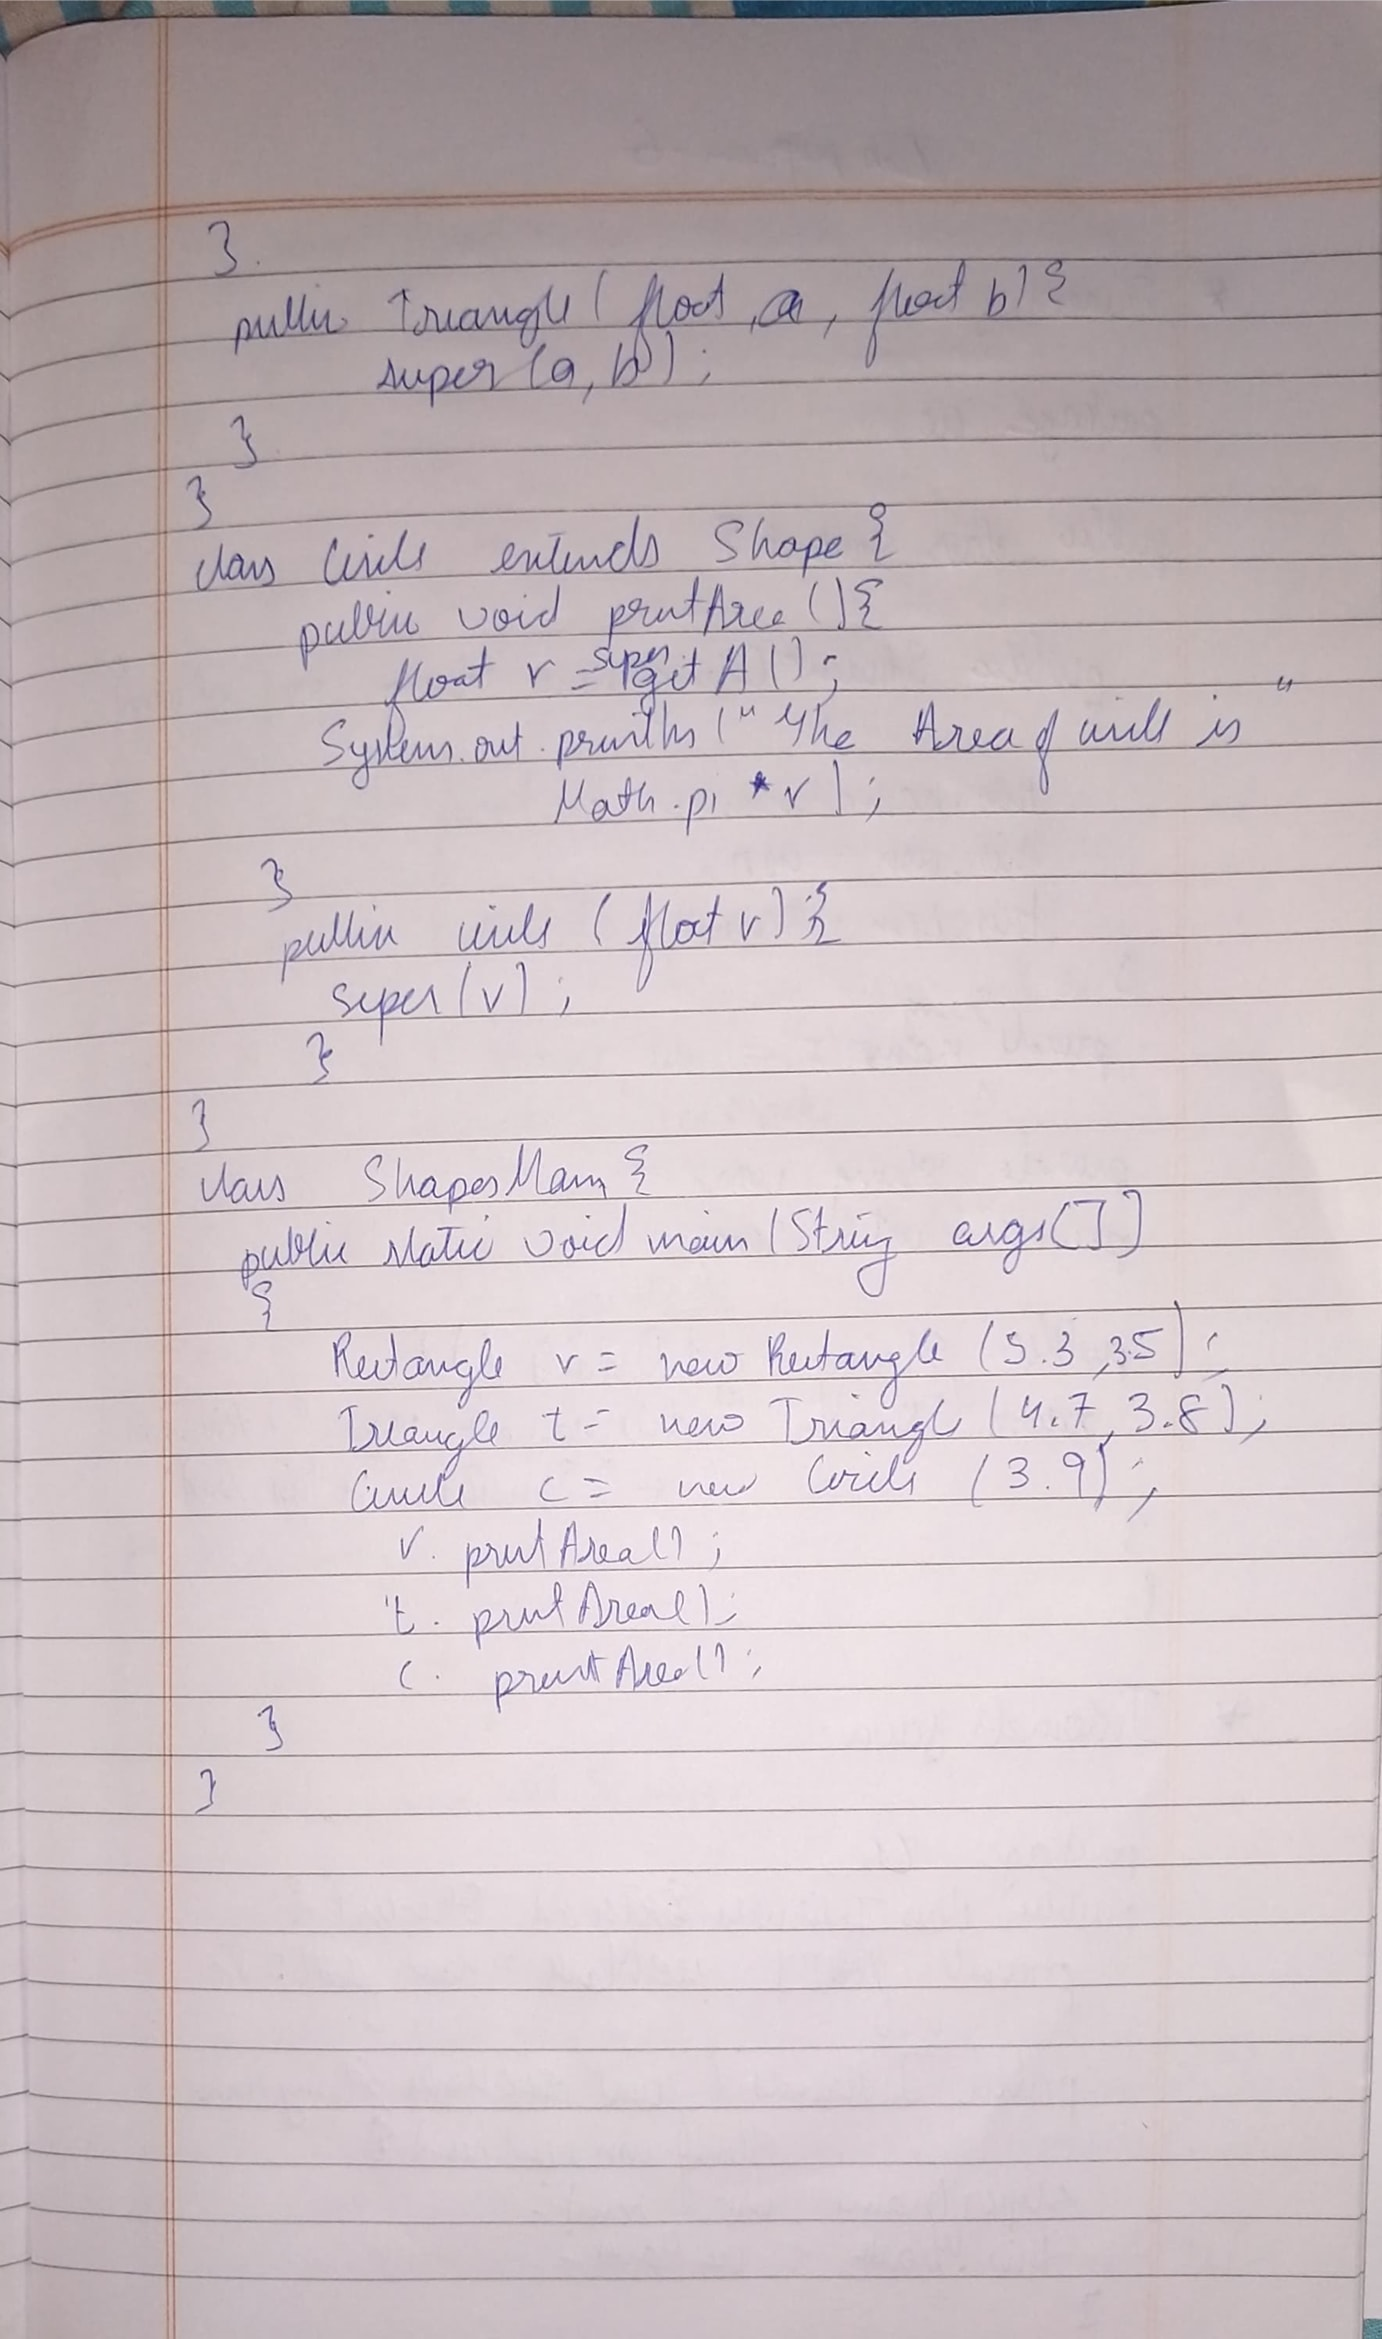 }
public Triangle ( float a, float b) {
super (a, b) ;
}
}
class Circle extends Shape {
public void printArea () {
float r = super. get A () ;
System. out. println ( " The Area of circle is "
Math. pi * r ) ;
}
public circle ( float r) {
super (r) ;
}
}
class Shapes Main {
public static void main (String args[])
{
Rectangle r = new Rectangle (5.3, 3.5) ;
Triangle t = new Triangle (4.7, 3.8) ;
Circle c = new Circle (3.9) ;
r. printArea() ;
t. printArea() ;
c. printArea() ;
}
}